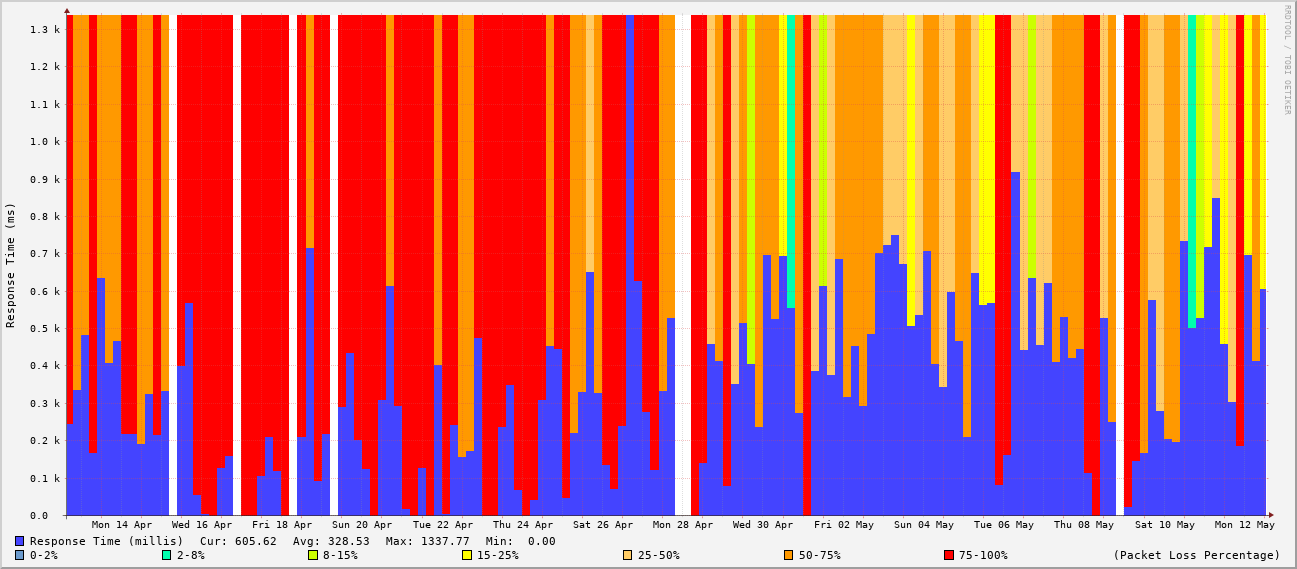 RRDTOOL / TOBI OETIKER
Response Time (ms)
1.3 k
1.2 k
1.1 k
1.0 k
0.9 k
0.8 k
0.7 k
0.6 k
0.5 k
0.4 k
0.3 k
0.2 k
0.1 k
0.0
Mon 14 Apr Wed 16 Apr Fri 18 Apr Sun 20 Apr Tue 22 Apr Thu 24 Apr Sat 26 Apr Mon 28 Apr Wed 30 Apr Fri 02 May Sun 04 May Tue 06 May Thu 08 May Sat 10 May Mon 12 May
Response Time (millis) Cur: 605.62 Avg: 328.53 Max: 1337.77 Min: 0.00
0-2% 2-8% 8-15% 15-25% 25-50% 50-75% 75-100% (Packet Loss Percentage)